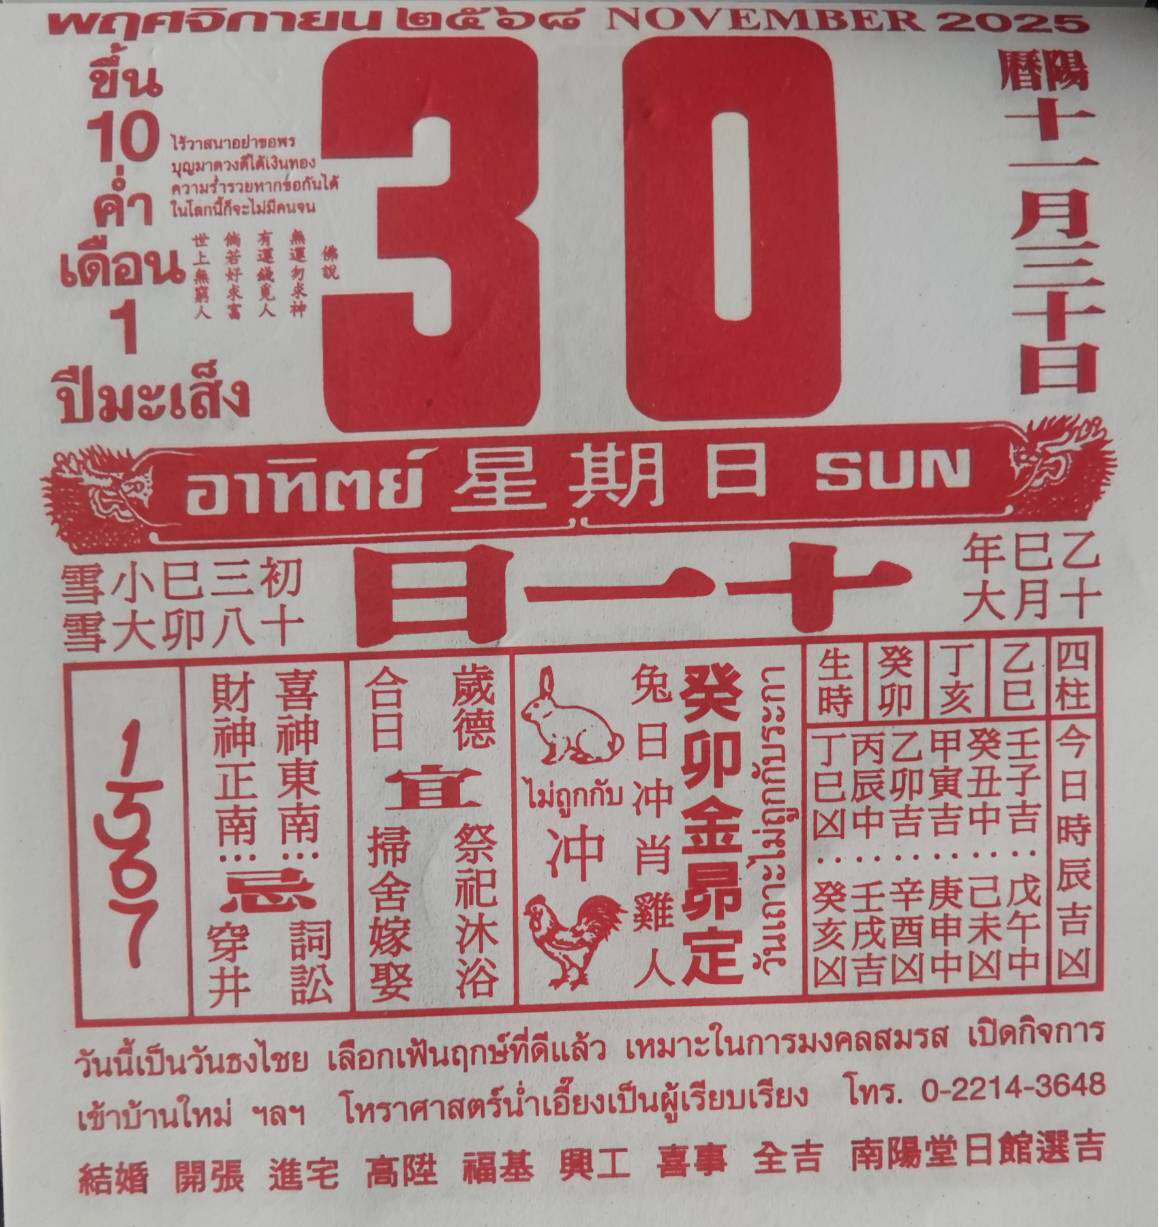 พฤศจิกายน ๒๕๖๘ NOVEMBER 2025
ขึ้น
10
ค่ำ
เดือน
1
ปีมะเส็ง
ไร้วาสนาอย่าขอพร
บุญมาดวงดีได้เงินทอง
ความร่ำรวยหากขอกันได้
ในโลกนี้ก็จะไม่มีคนจน
佛說
無運勿求神
有運錢覓人
倘若好求富
世上無窮人
30
陽曆
十一月三十日
อาทิตย์ 星期日 SUN
乙巳年
十月大
十一日
初三巳小雪
十八卯大雪
四柱
乙巳
丁亥
癸卯
生時
今日時辰吉凶
壬子吉
癸丑中
甲寅吉
乙卯吉
丙辰中
丁巳凶
戊午中
己未凶
庚申中
辛酉凶
壬戌吉
癸亥凶
วันเถาะไม่ถูกกับประกา
癸卯金昴定
兔日冲肖雞人
ไม่ถูกกับ
冲
歲德
合日
宜
祭祀沐浴
掃舍嫁娶
喜神東南
財神正南
忌
詞訟
穿井
1
5
0
7
วันนี้เป็นวันธงไชย เลือกเฟ้นฤกษ์ที่ดีแล้ว เหมาะในการมงคลสมรส เปิดกิจการ
เข้าบ้านใหม่ ฯลฯ โหราศาสตร์น่ำเอี๊ยงเป็นผู้เรียบเรียง โทร. 0-2214-3648
結婚 開張 進宅 高陞 福基 興工 喜事 全吉 南陽堂日館選吉